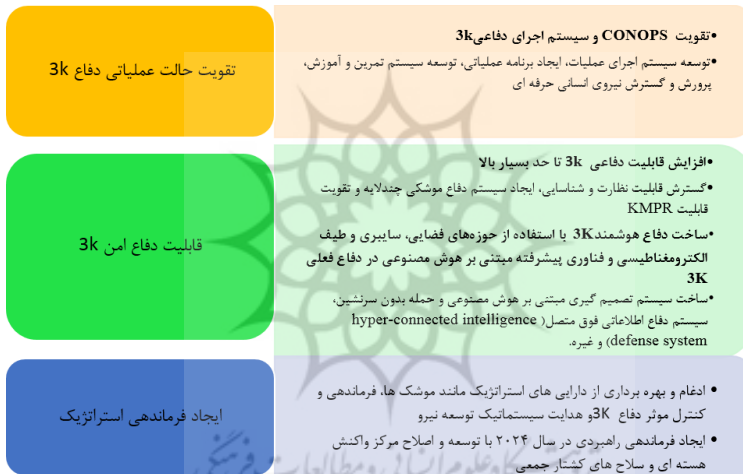 تقویت حالت عملیاتی دفاع 3k
•تقویت CONOPS و سیستم اجرای دفاعی3k
•توسعه سیستم اجرای عملیات، ایجاد برنامه عملیاتی، توسعه سیستم تمرین و آموزش،
پرورش و گسترش نیروی انسانی حرفه ای
قابلیت دفاع امن 3k
•افزایش قابلیت دفاعی 3k تا حد بسیار بالا
•گسترش قابلیت نظارت و شناسایی، ایجاد سیستم دفاع موشکی چندلایه و تقویت
قابلیت KMPR
•ساخت دفاع هوشمند3K با استفاده از حوزه‌های فضایی، سایبری و طیف
الکترومغناطیسی و فناوری پیشرفته مبتنی بر هوش مصنوعی در دفاع فعلی
3K
•ساخت سیستم تصمیم گیری مبتنی بر هوش مصنوعی و حمله بدون سرنشین،
سیستم دفاع اطلاعاتی فوق متصل( hyper-connected intelligence
defense system) و غیره.
ایجاد فرماندهی استراتژیک
• ادغام و بهره برداری از دارایی های استراتژیک مانند موشک ها، فرماندهی و
کنترل موثر دفاع 3Kو هدایت سیستماتیک توسعه نیرو
• ایجاد فرماندهی راهبردی در سال ۲۰۲۴ با توسعه و اصلاح مرکز واکنش
هسته ای و سلاح های کشتار جمعی